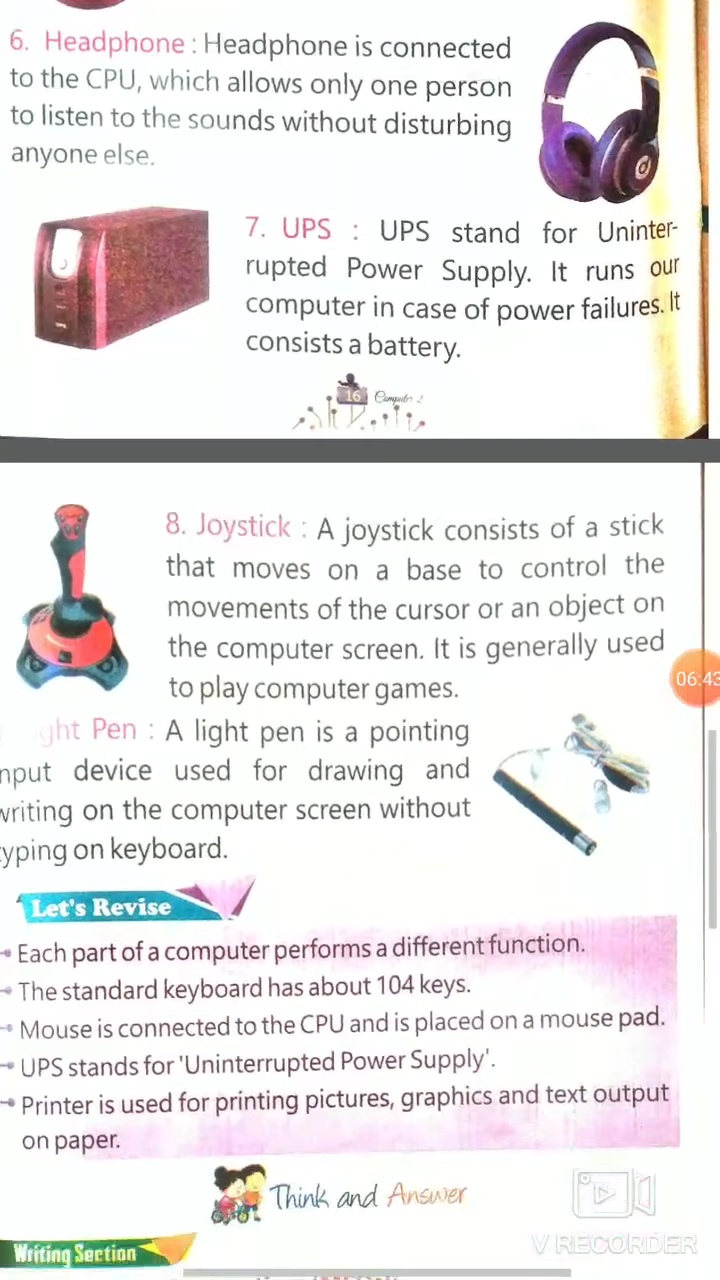 6. Headphone : Headphone is connected
to the CPU, which allows only one person
to listen to the sounds without disturbing
anyone else.
7. UPS : UPS stand for Uninter-
rupted Power Supply. It runs our
computer in case of power failures. It
consists a battery.
16 Computer 2
8. Joystick : A joystick consists of a stick
that moves on a base to control the
movements of the cursor or an object on
the computer screen. It is generally used
to play computer games.
06:43
ght Pen : A light pen is a pointing
nput device used for drawing and
writing on the computer screen without
typing on keyboard.
Let's Revise
Each part of a computer performs a different function.
The standard keyboard has about 104 keys.
Mouse is connected to the CPU and is placed on a mouse pad.
UPS stands for 'Uninterrupted Power Supply'.
Printer is used for printing pictures, graphics and text output
on paper.
Think and Answer
V RECORDER
Writing Section